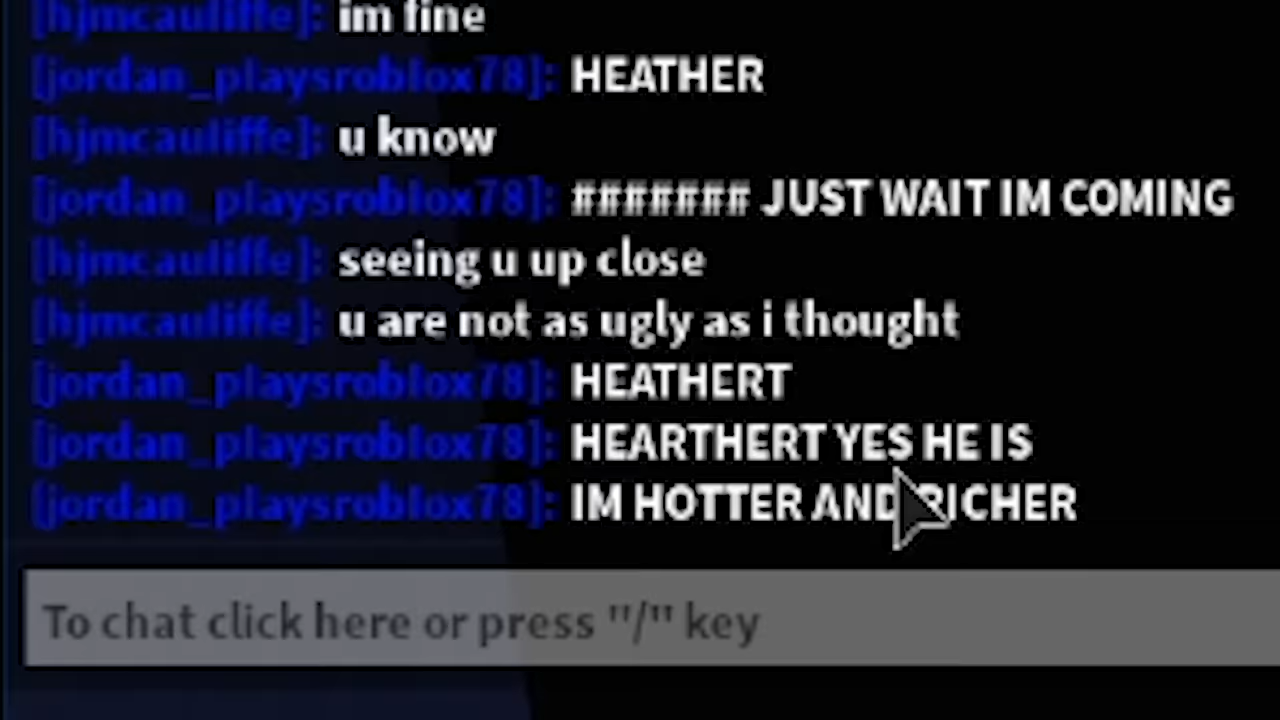 [hjmcauliffe]: im fine
[jordan_playsroblox78]: HEATHER
[hjmcauliffe]: u know
[jordan_playsroblox78]: ####### JUST WAIT IM COMING
[hjmcauliffe]: seeing u up close
[hjmcauliffe]: u are not as ugly as i thought
[jordan_playsroblox78]: HEATHERT
[jordan_playsroblox78]: HEARTHERT YES HE IS
[jordan_playsroblox78]: IM HOTTER AND RICHER
To chat click here or press "/" key